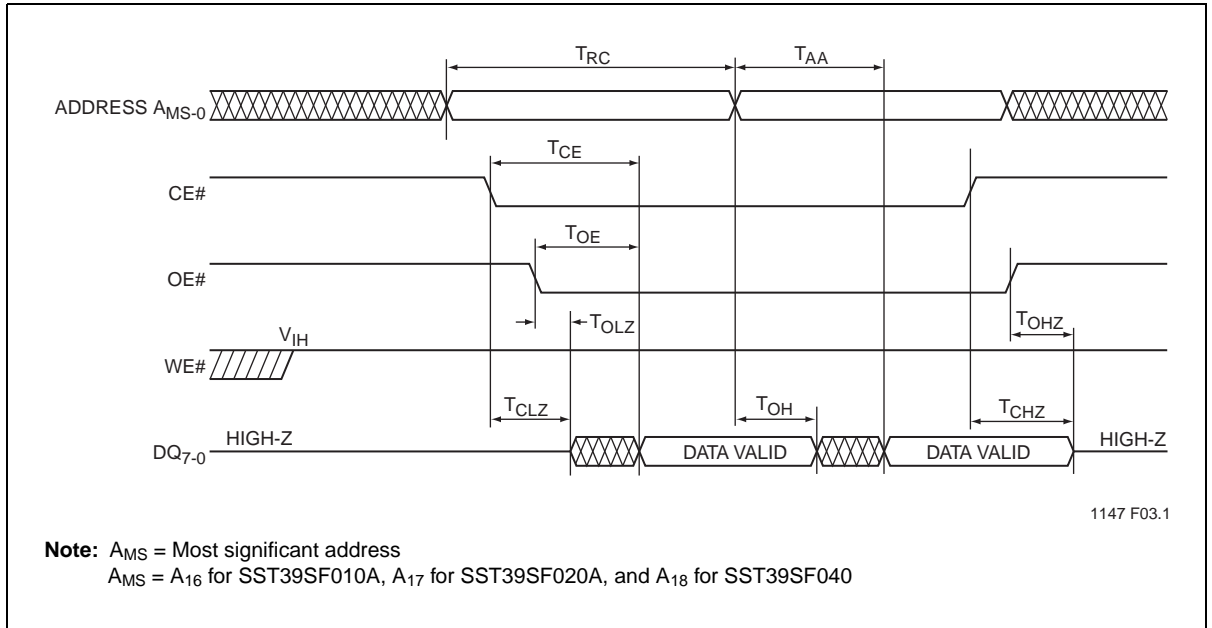 TRC
TAA
ADDRESS AMS-0
TCE
CE#
TOE
OE#
TOLZ
TOHZ
VIH
WE#
TCLZ
TOH
TCHZ
HIGH-Z
HIGH-Z
DQ7-0
DATA VALID
DATA VALID
1147 F03.1
Note: AMS = Most significant address
AMS = A16 for SST39SF010A, A17 for SST39SF020A, and A18 for SST39SF040